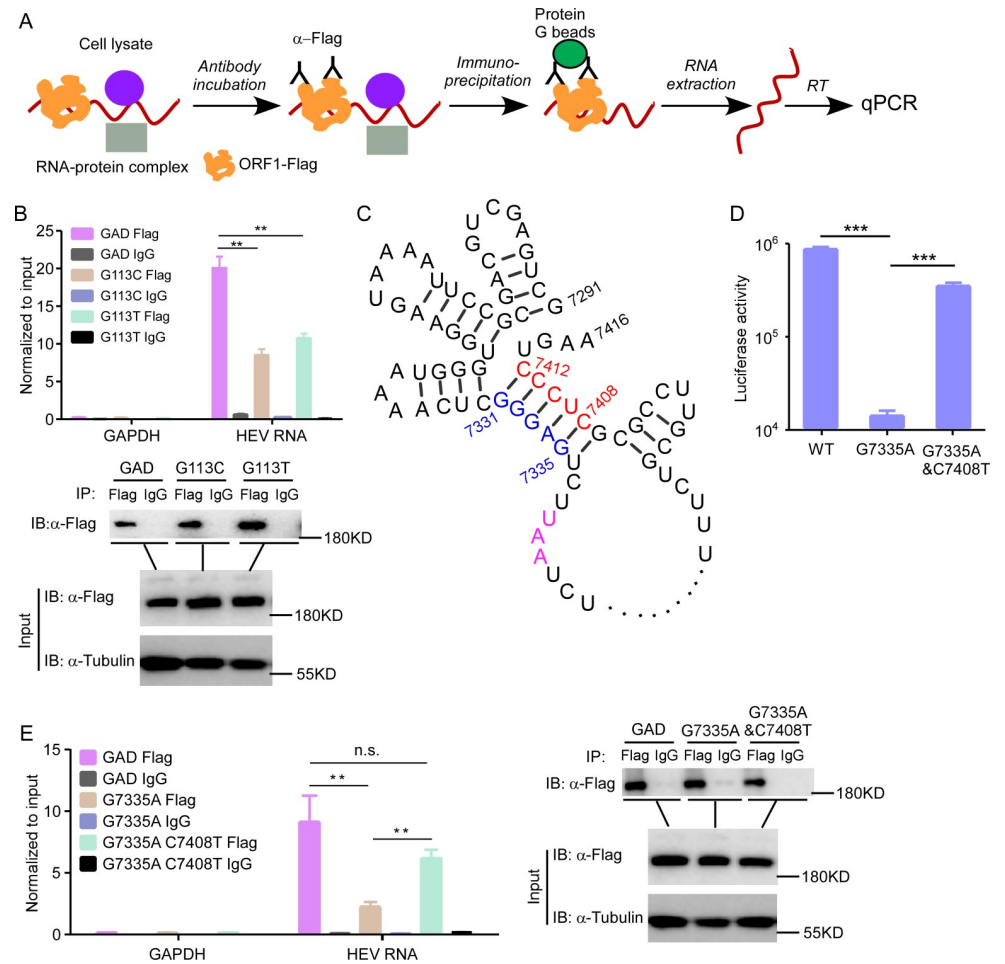 A
Cell lysate
RNA-protein complex
ORF1-Flag
Antibody
incubation
α-Flag
Immuno-
precipitation
Protein
G beads
RNA
extraction
RT
qPCR
B
Normalized to input
25
20
15
10
5
0
GAD Flag
GAD IgG
G113C Flag
G113C IgG
G113T Flag
G113T IgG
**
**
GAPDH
HEV RNA
GAD G113C G113T
IP: Flag IgG Flag IgG Flag IgG
IB:α-Flag
180KD
Input
IB: α-Flag
180KD
IB: α-Tubulin
55KD
C
7291
7416
7412
7408
7331
7335
D
Luciferase activity
10⁶
10⁵
10⁴
***
***
WT
G7335A
G7335A
&C7408T
E
Normalized to input
15
10
5
0
GAD Flag
GAD IgG
G7335A Flag
G7335A IgG
G7335A C7408T Flag
G7335A C7408T IgG
n.s.
**
**
GAPDH
HEV RNA
G7335A
GAD G7335A &C7408T
IP: Flag IgG Flag IgG Flag IgG
IB: α-Flag
180KD
Input
IB: α-Flag
180KD
IB: α-Tubulin
55KD